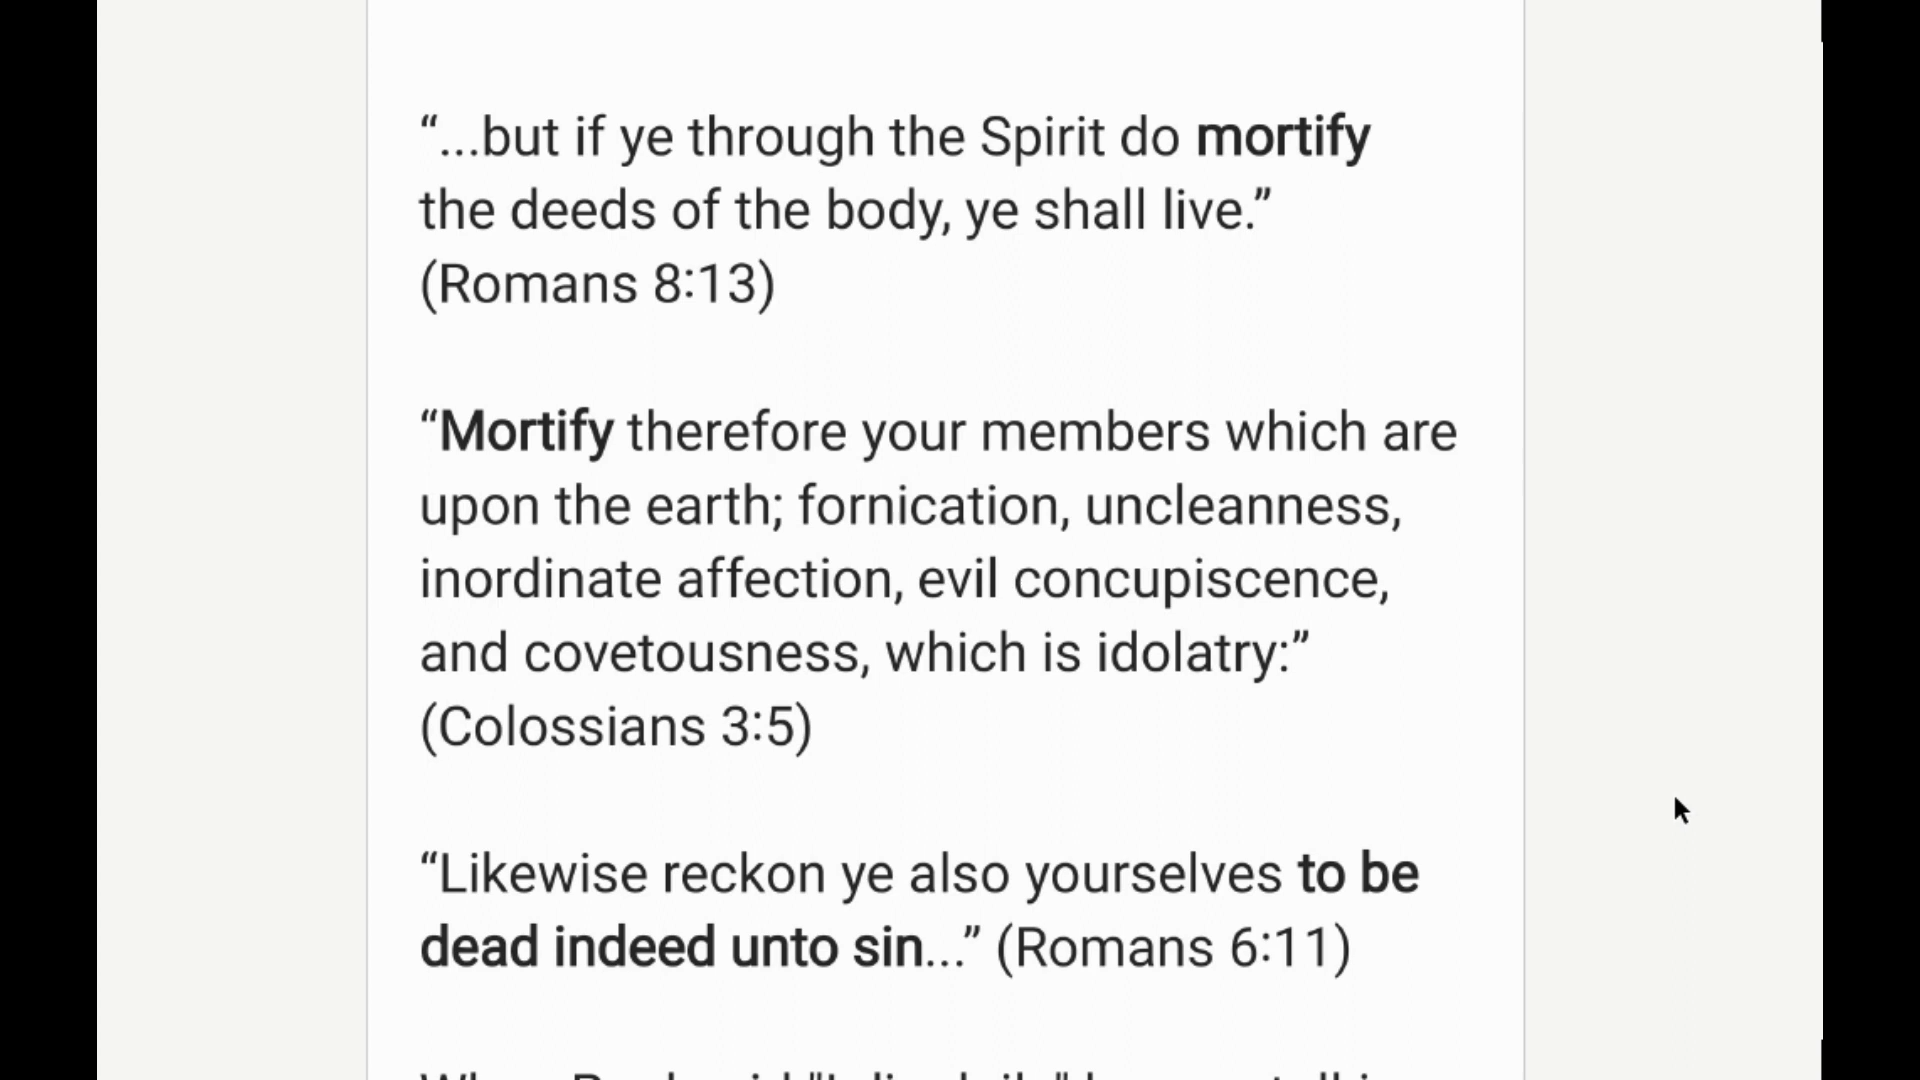 “...but if ye through the Spirit do mortify
the deeds of the body, ye shall live.”
(Romans 8:13)
“Mortify therefore your members which are
upon the earth; fornication, uncleanness,
inordinate affection, evil concupiscence,
and covetousness, which is idolatry:”
(Colossians 3:5)
“Likewise reckon ye also yourselves to be
dead indeed unto sin...” (Romans 6:11)